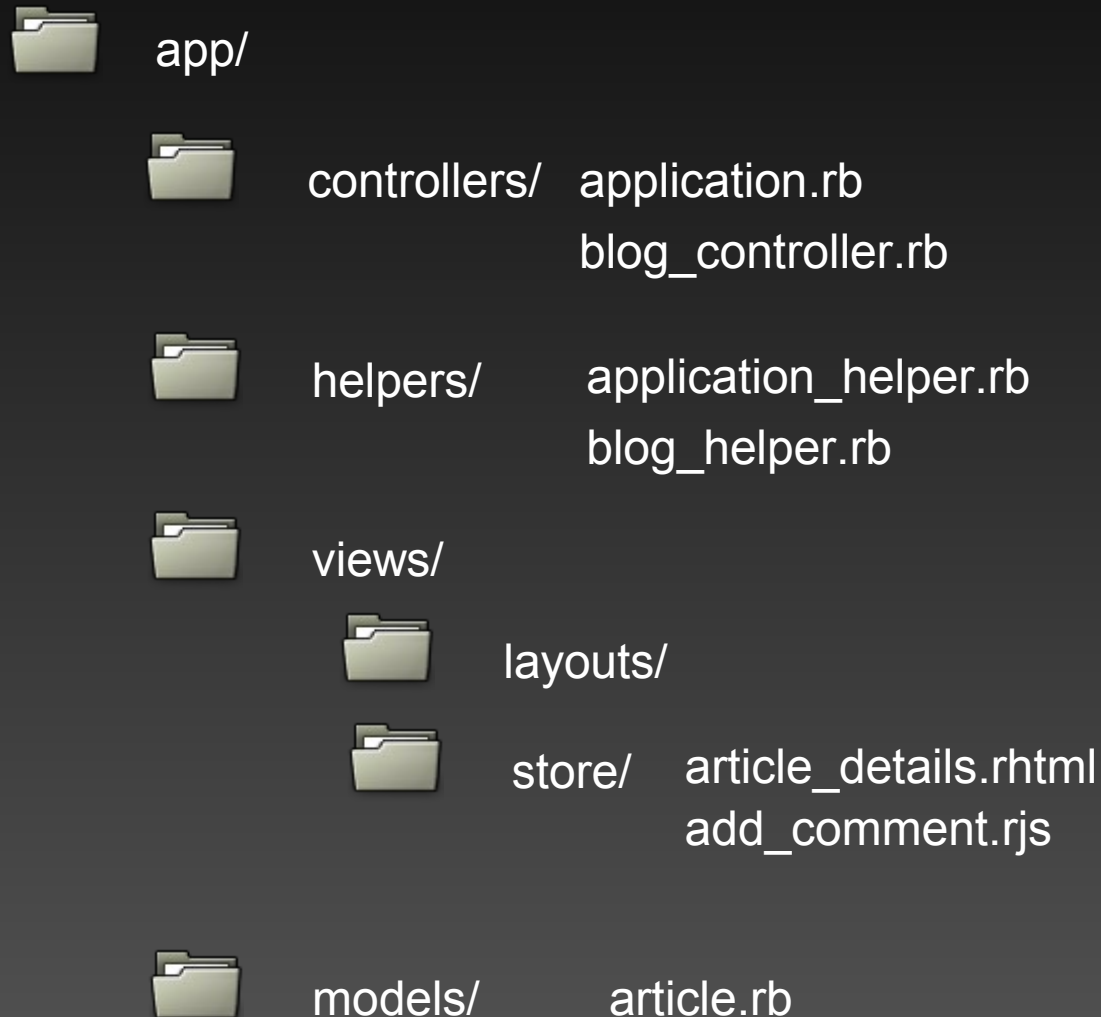 app/
controllers/ application.rb
blog_controller.rb
helpers/ application_helper.rb
blog_helper.rb
views/
layouts/
store/ article_details.rhtml
add_comment.rjs
models/ article.rb